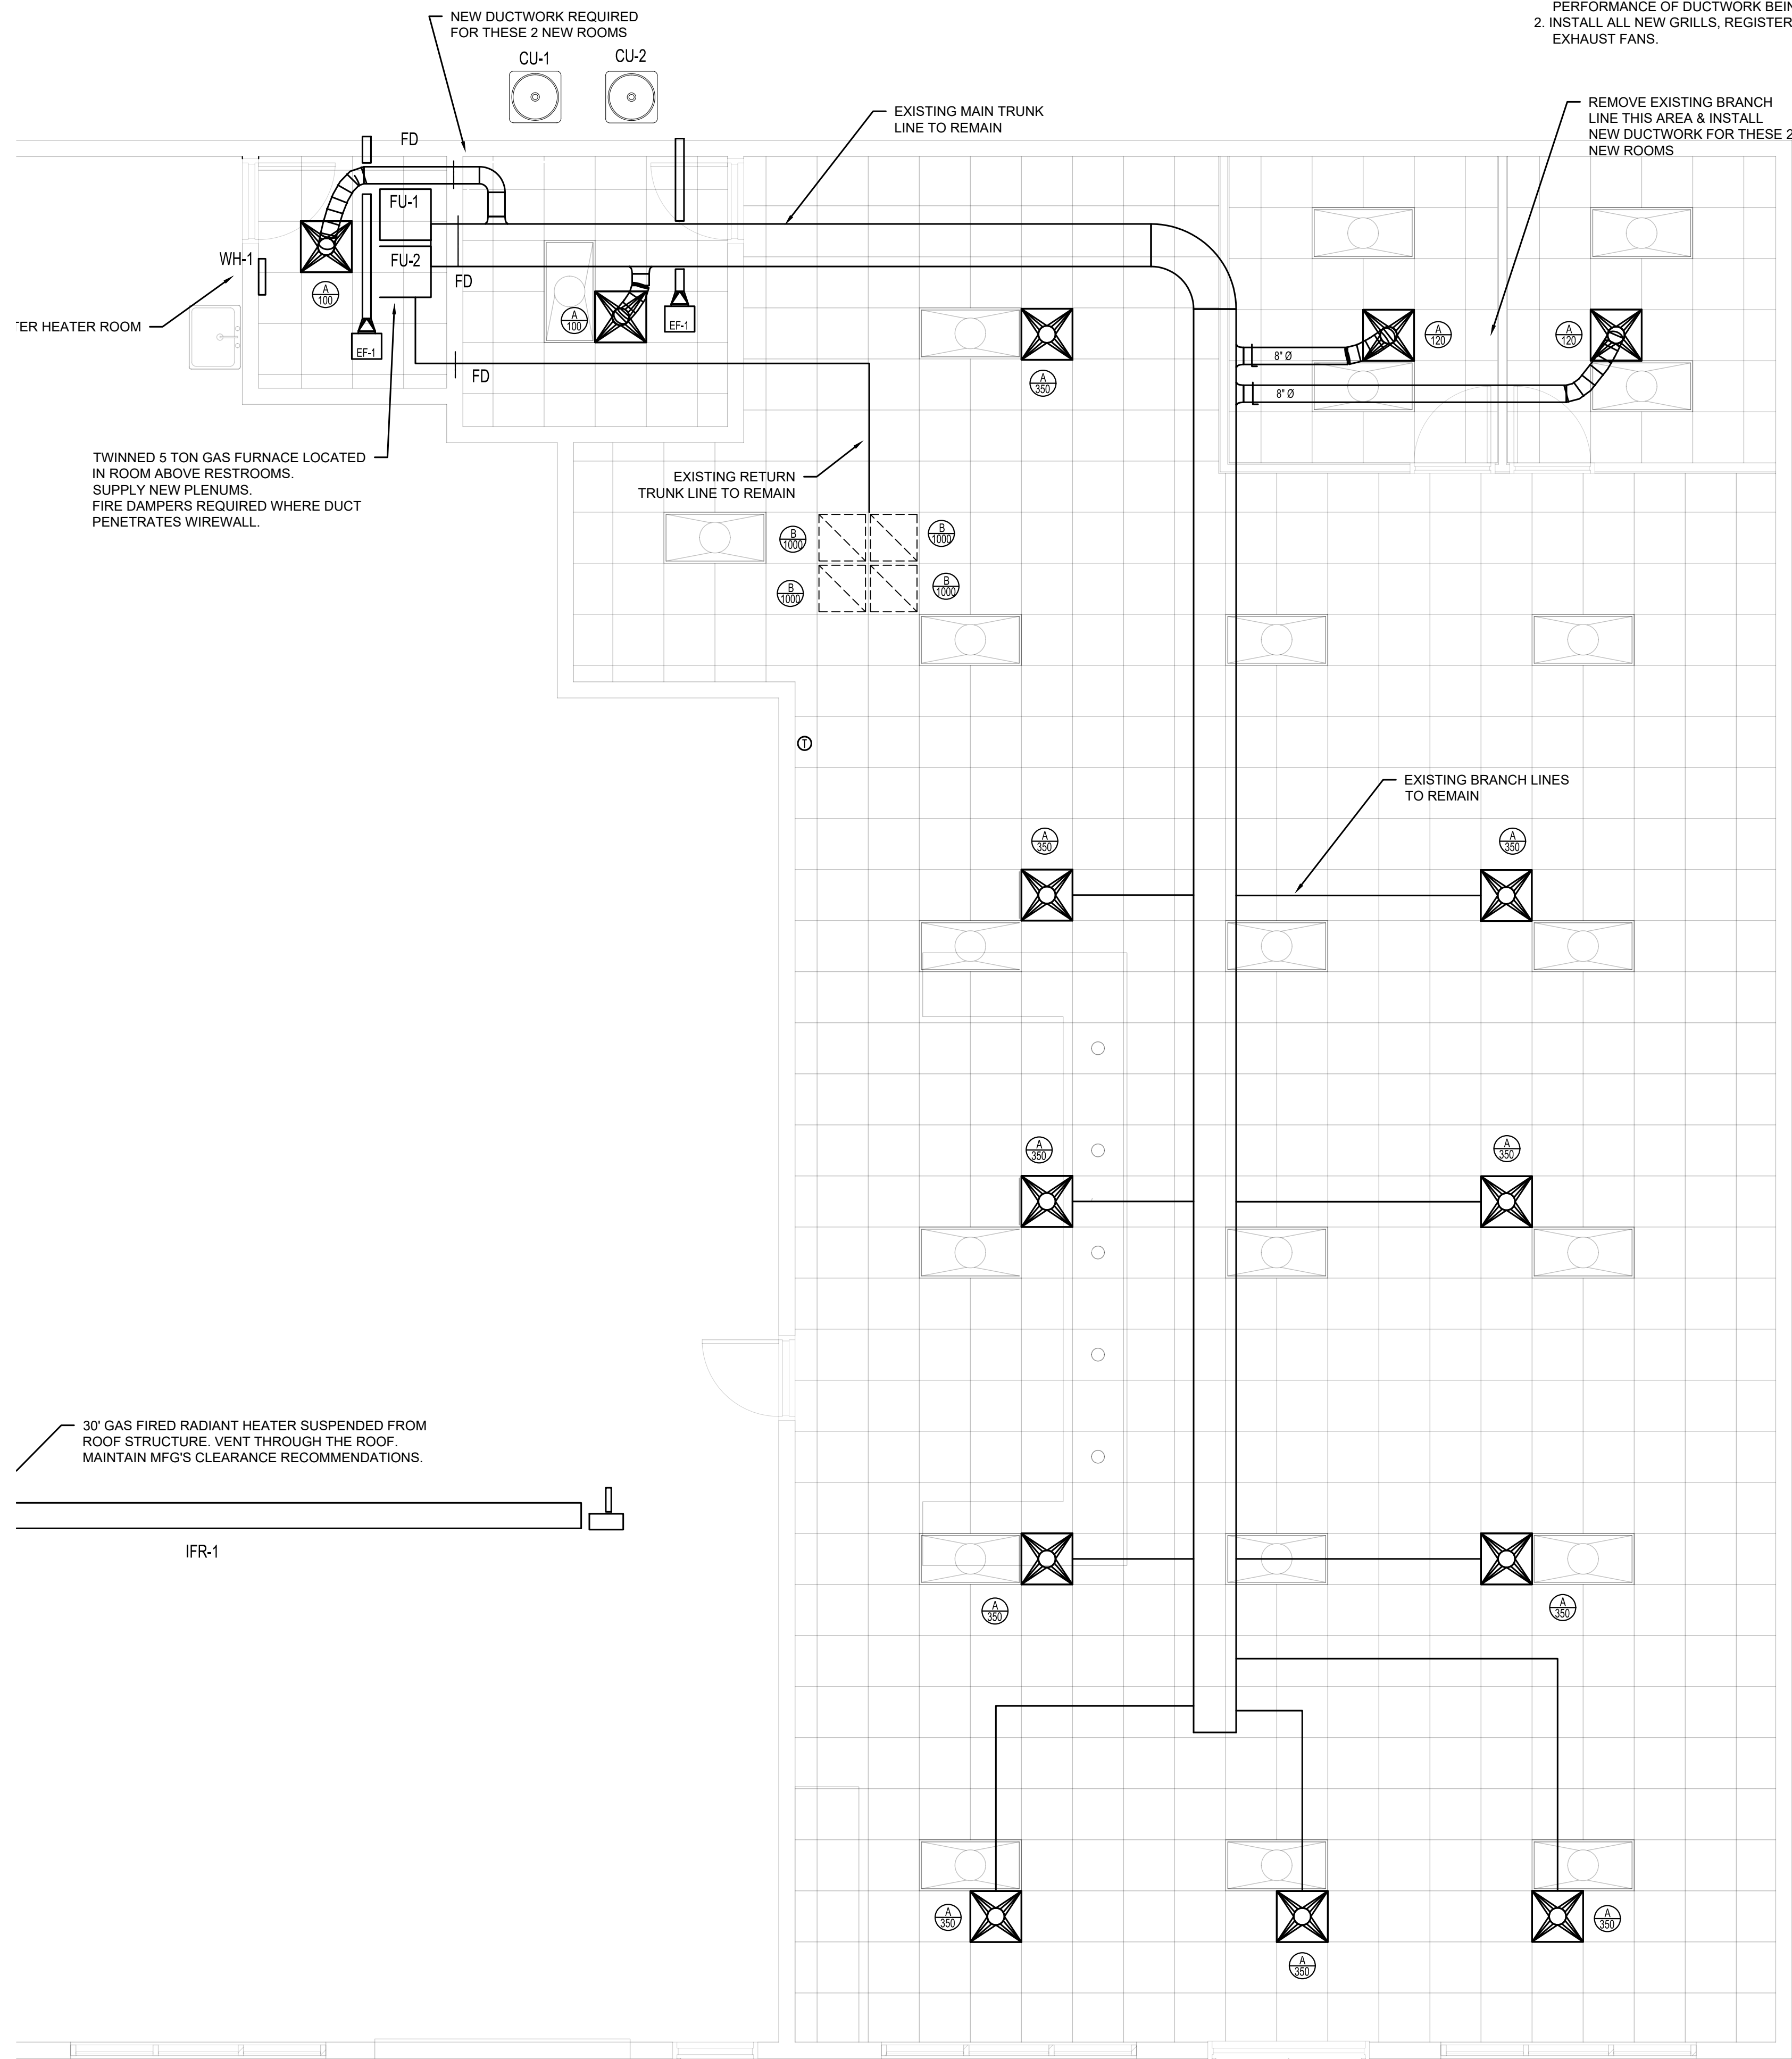 NEW DUCTWORK REQUIRED
FOR THESE 2 NEW ROOMS
PERFORMANCE OF DUCTWORK BEIN
2. INSTALL ALL NEW GRILLS, REGISTER
EXHAUST FANS.
CU-1
CU-2
EXISTING MAIN TRUNK
LINE TO REMAIN
REMOVE EXISTING BRANCH
LINE THIS AREA & INSTALL
NEW DUCTWORK FOR THESE 2
NEW ROOMS
FD
FU-1
FU-2
WH-1
FD
A
100
A
100
EF-1
EF-1
TER HEATER ROOM
FD
A
350
8" Ø
A
120
A
120
8" Ø
TWINNED 5 TON GAS FURNACE LOCATED
IN ROOM ABOVE RESTROOMS.
SUPPLY NEW PLENUMS.
FIRE DAMPERS REQUIRED WHERE DUCT
PENETRATES WIREWALL.
EXISTING RETURN
TRUNK LINE TO REMAIN
B
1000
B
1000
B
1000
B
1000
T
EXISTING BRANCH LINES
TO REMAIN
A
350
A
350
A
350
A
350
30' GAS FIRED RADIANT HEATER SUSPENDED FROM
ROOF STRUCTURE. VENT THROUGH THE ROOF.
MAINTAIN MFG'S CLEARANCE RECOMMENDATIONS.
IFR-1
A
350
A
350
A
350
A
350
A
350